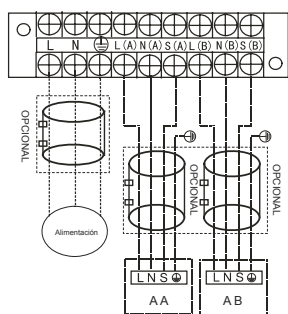 L N L (A) N (A) S (A) L (B) N (B) S (B)
OPCIONAL
OPCIONAL
OPCIONAL
Alimentación
L N S
L N S
A A
A B